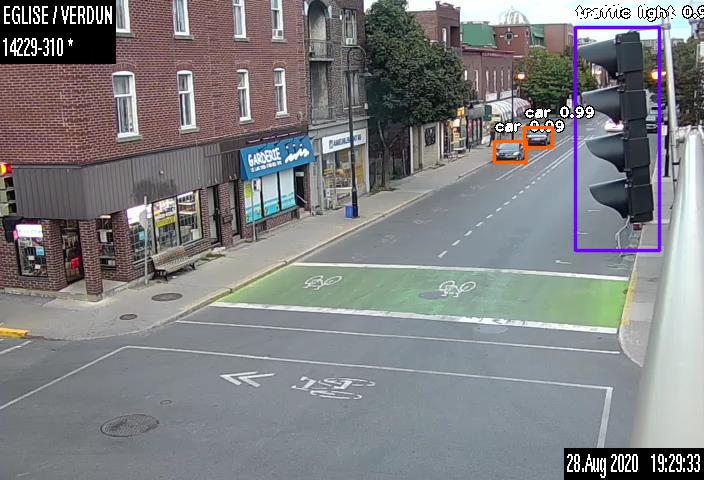 EGLISE / VERDUN
14229-310 *
traffic light 0.9
car 0.99
car 0.99
GARDERIE
28.Aug 2020 19:29:33